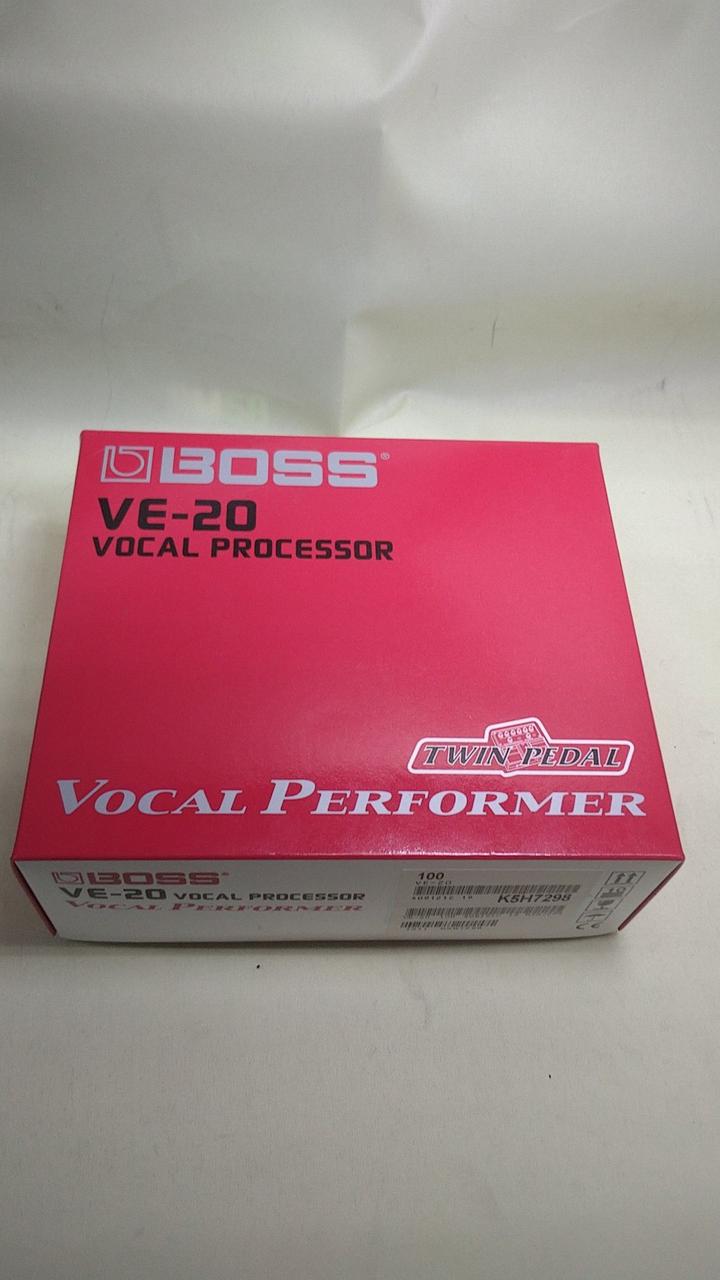 BOSS®
VE-20
VOCAL PROCESSOR
TWIN PEDAL
VOCAL PERFORMER
BOSS®
VE-20 VOCAL PROCESSOR
VOCAL PERFORMER
100
VE-20
K5H7298